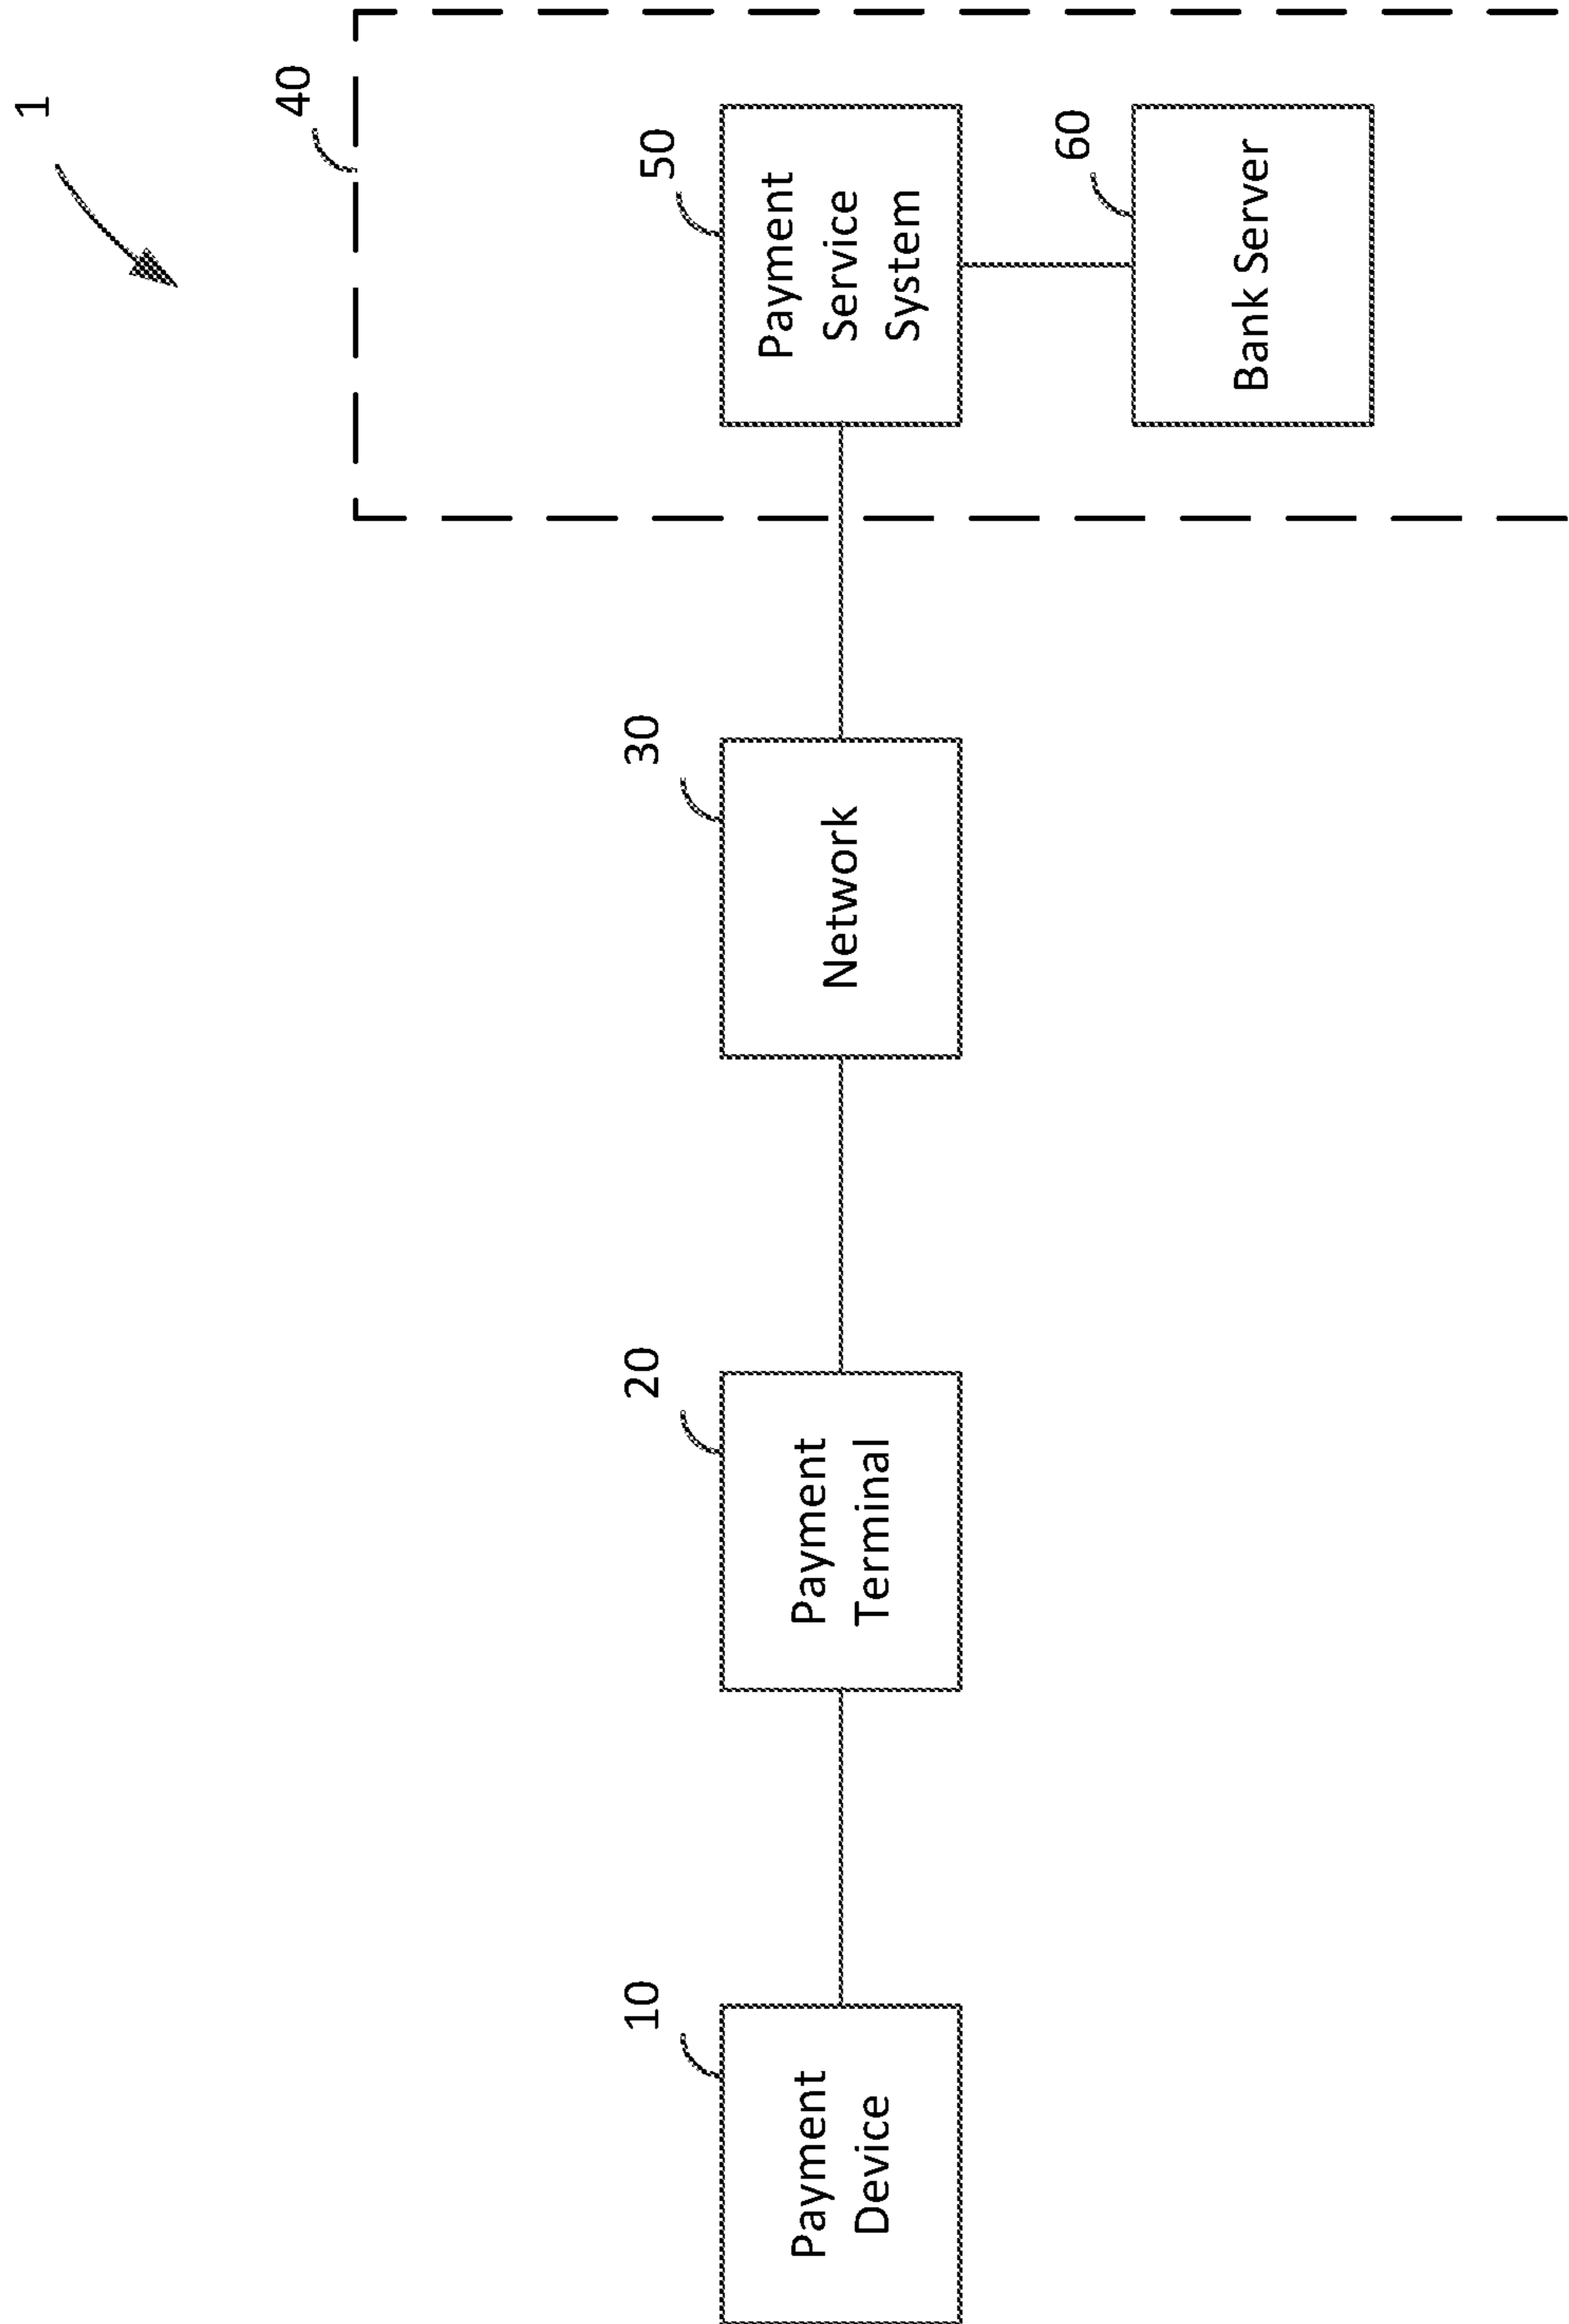 1
40
10
Payment
Device
20
Payment
Terminal
30
Network
50
Payment
Service
System
60
Bank Server